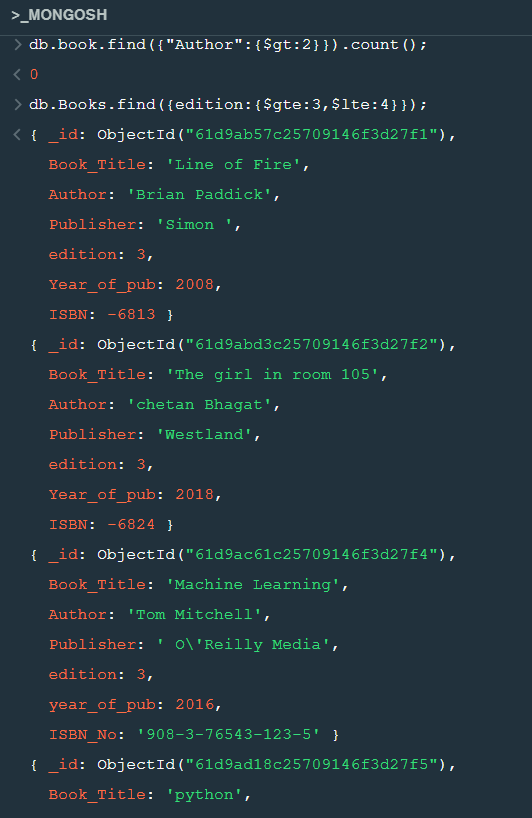 >_MONGOSH
> db.book.find({"Author":{$gt:2}}).count();
< 0
> db.Books.find({edition:{$gte:3,$lte:4}});
< { _id: ObjectId("61d9ab57c25709146f3d27f1"),
Book_Title: 'Line of Fire',
Author: 'Brian Paddick',
Publisher: 'Simon ',
edition: 3,
Year_of_pub: 2008,
ISBN: -6813 }
{ _id: ObjectId("61d9abd3c25709146f3d27f2"),
Book_Title: 'The girl in room 105',
Author: 'chetan Bhagat',
Publisher: 'Westland',
edition: 3,
Year_of_pub: 2018,
ISBN: -6824 }
{ _id: ObjectId("61d9ac61c25709146f3d27f4"),
Book_Title: 'Machine Learning',
Author: 'Tom Mitchell',
Publisher: ' O\'Reilly Media',
edition: 3,
year_of_pub: 2016,
ISBN_No: '908-3-76543-123-5' }
{ _id: ObjectId("61d9ad18c25709146f3d27f5"),
Book_Title: 'python',